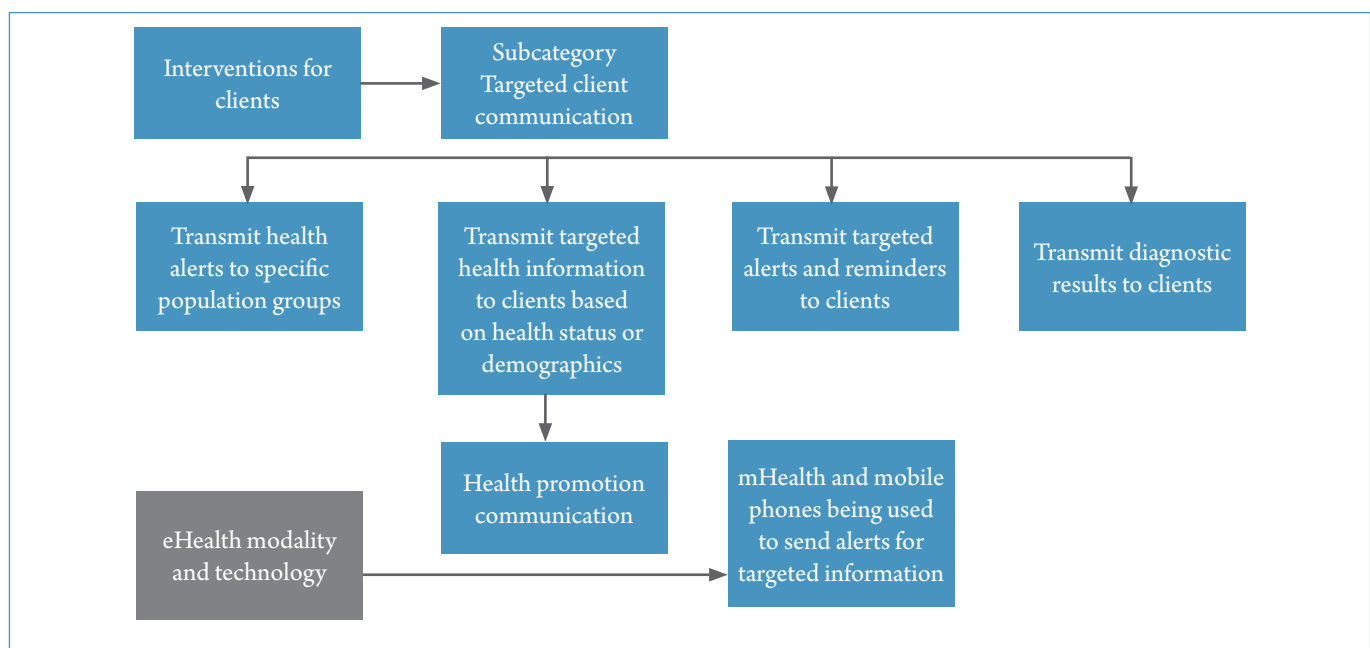 Interventions for
clients
Subcategory
Targeted client
communication
Transmit health
alerts to specific
population groups
Transmit targeted
health information
to clients based
on health status or
demographics
Transmit targeted
alerts and reminders
to clients
Transmit diagnostic
results to clients
Health promotion
communication
mHealth and mobile
phones being used
to send alerts for
targeted information
eHealth modality
and technology